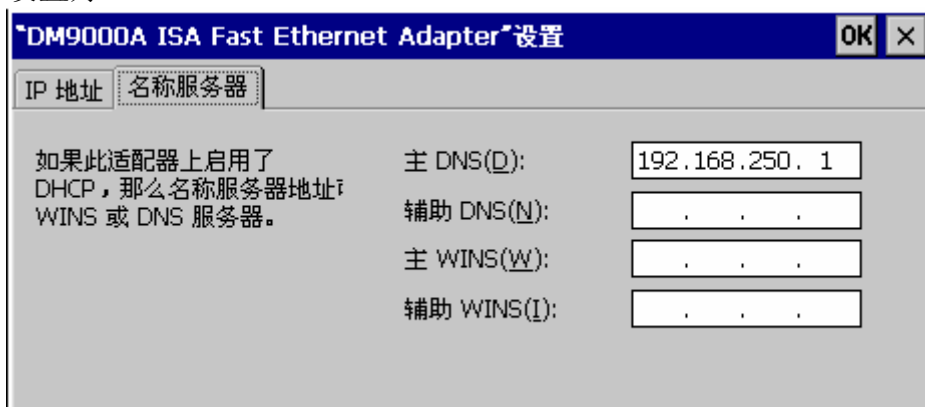 "DM9000A ISA Fast Ethernet Adapter"设置 OK ×
IP 地址 名称服务器
如果此适配器上启用了
DHCP，那么名称服务器地址
WINS 或 DNS 服务器。
主 DNS(D): 192.168.250. 1
辅助 DNS(N): . . .
主 WINS(W): . . .
辅助 WINS(I): . . .